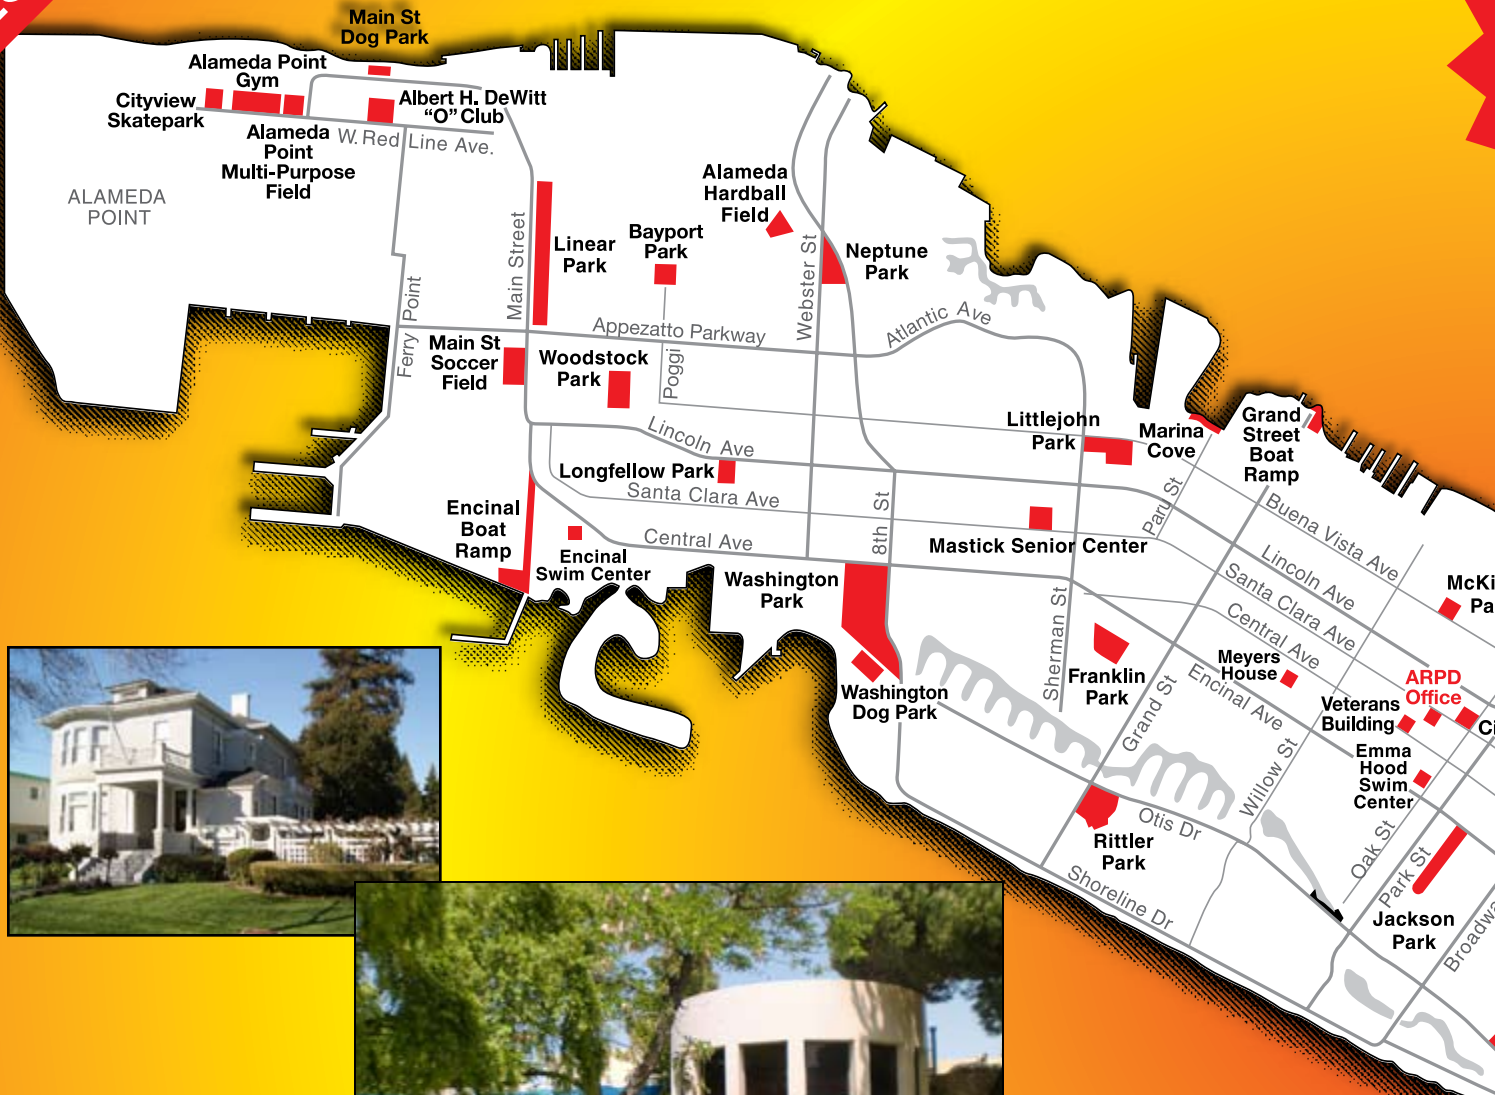 Main St
Dog Park
Alameda Point
Gym
Cityview
Skatepark
Albert H. DeWitt
“O” Club
Alameda
Point
Multi-Purpose
Field
W. Red Line Ave.
ALAMEDA
POINT
Alameda
Hardball
Field
Main Street
Linear
Park
Bayport
Park
Webster St
Neptune
Park
Ferry Point
Appezatto Parkway
Atlantic Ave
Main St
Soccer
Field
Woodstock
Park
Poggi
Littlejohn
Park
Marina
Cove
Grand
Street
Boat
Ramp
Lincoln Ave
Longfellow Park
Santa Clara Ave
8th St
Paru St
Buena Vista Ave
Encinal
Boat
Ramp
Central Ave
Mastick Senior Center
Encinal
Swim Center
Lincoln Ave
Santa Clara Ave
Central Ave
Washington
Park
Sherman St
Franklin
Park
Meyers
House
Encinal Ave
ARPD
Office
Veterans
Building
Washington
Dog Park
Grand St
Willow St
Emma
Hood
Swim
Center
Otis Dr
Rittler
Park
Oak St
Park St
Shoreline Dr
Jackson
Park